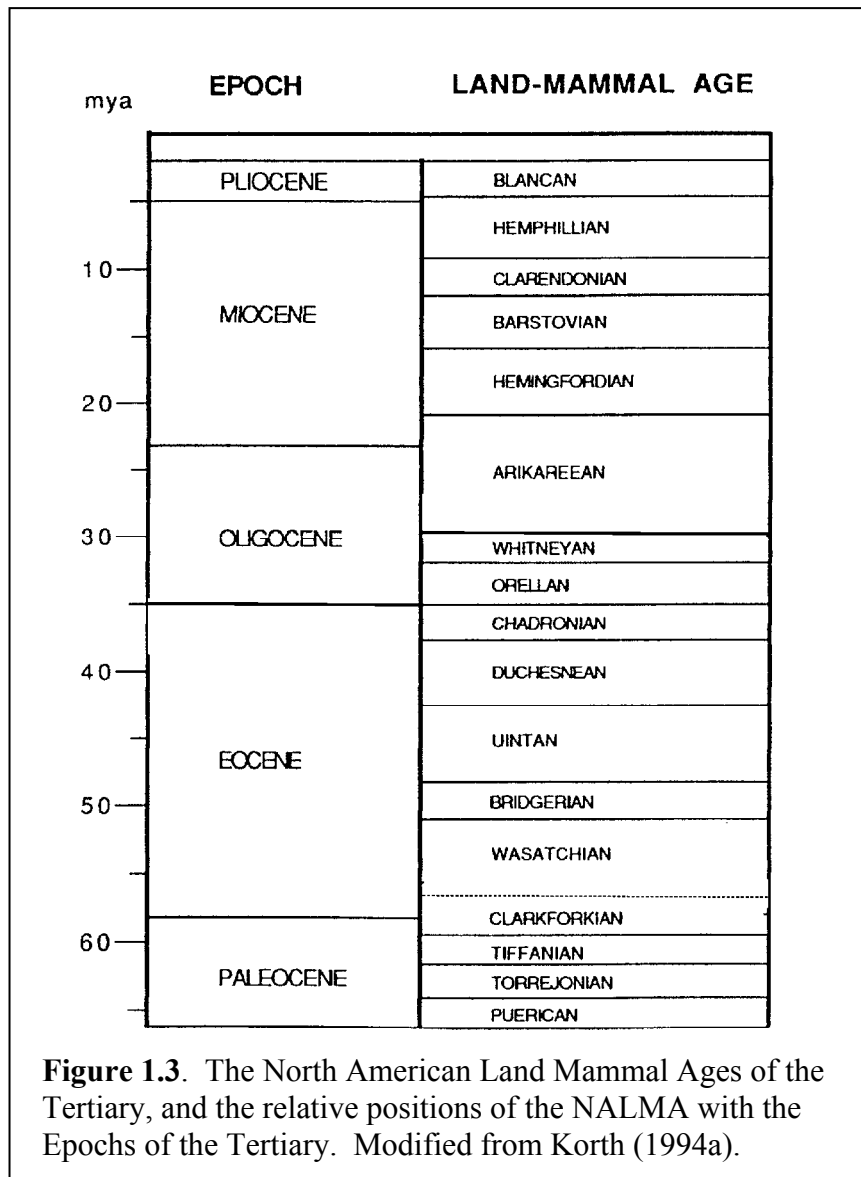 EPOCH LAND-MAMMAL AGE
mya
PLIOCENE BLANCAN
HEMPHILLIAN
10 CLARENDONIAN
MIOCENE BARSTOVIAN
HEMINGFORDIAN
20
ARIKAREEAN
30 OLIGOCENE WHITNEYAN
ORELLAN
CHADRONIAN
40 DUCHESNEAN
UINTAN
EOCENE
50 BRIDGERIAN
WASATCHIAN
CLARKFORKIAN
60 TIFFANIAN
PALEOCENE TORREJONIAN
PUERICAN
Figure 1.3. The North American Land Mammal Ages of the
Tertiary, and the relative positions of the NALMA with the
Epochs of the Tertiary. Modified from Korth (1994a).